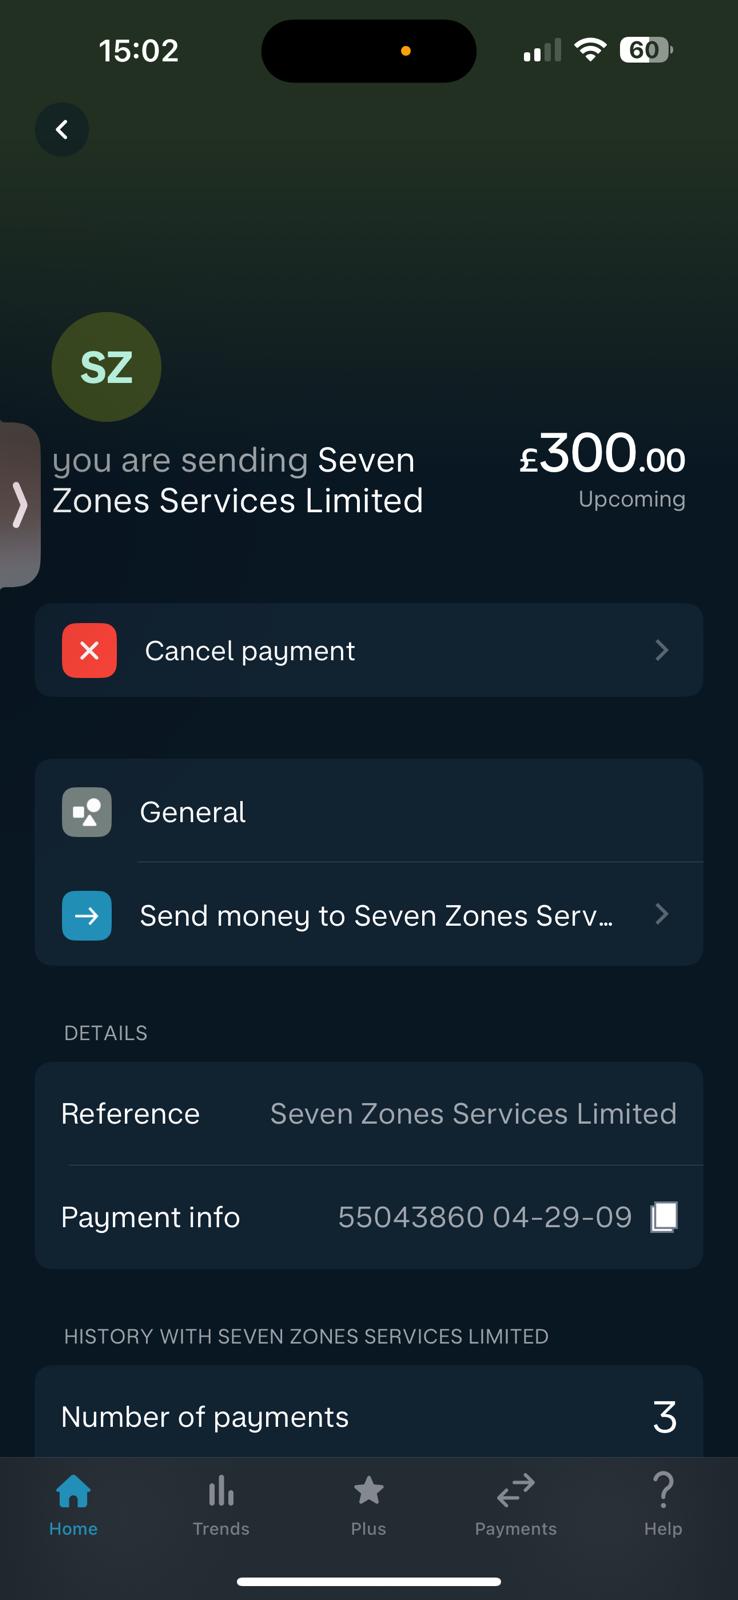 15:02
60
SZ
you are sending Seven
Zones Services Limited
£300.00
Upcoming
Cancel payment
General
Send money to Seven Zones Serv...
DETAILS
Reference Seven Zones Services Limited
Payment info 55043860 04-29-09
HISTORY WITH SEVEN ZONES SERVICES LIMITED
Number of payments 3
Home Trends Plus Payments Help